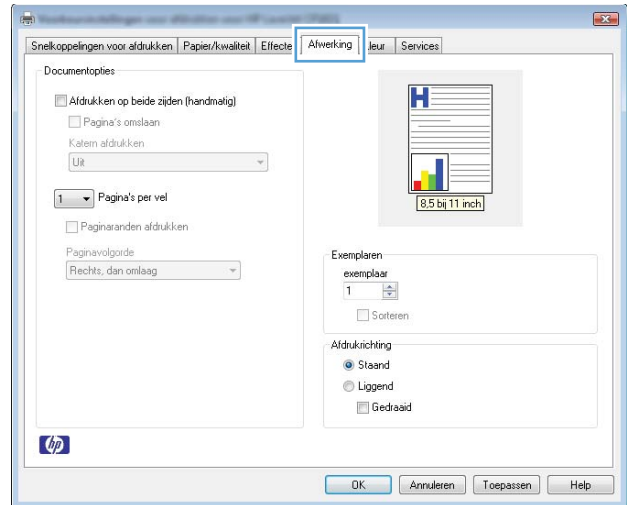 Snelkoppelingen voor afdrukken Papier/kwaliteit Effecte Afwerking leur Services
Documentopties
Afdrukken op beide zijden (handmatig)
Pagina's omslaan
Katern afdrukken
Uit
1 Pagina's per vel
Paginaranden afdrukken
Paginavolgorde
Rechts, dan omlaag
H
8,5 bij 11 inch
Exemplaren
exemplaar
1
Sorteren
Afdrukrichting
Staand
Liggend
Gedraaid
hp
OK Annuleren Toepassen Help